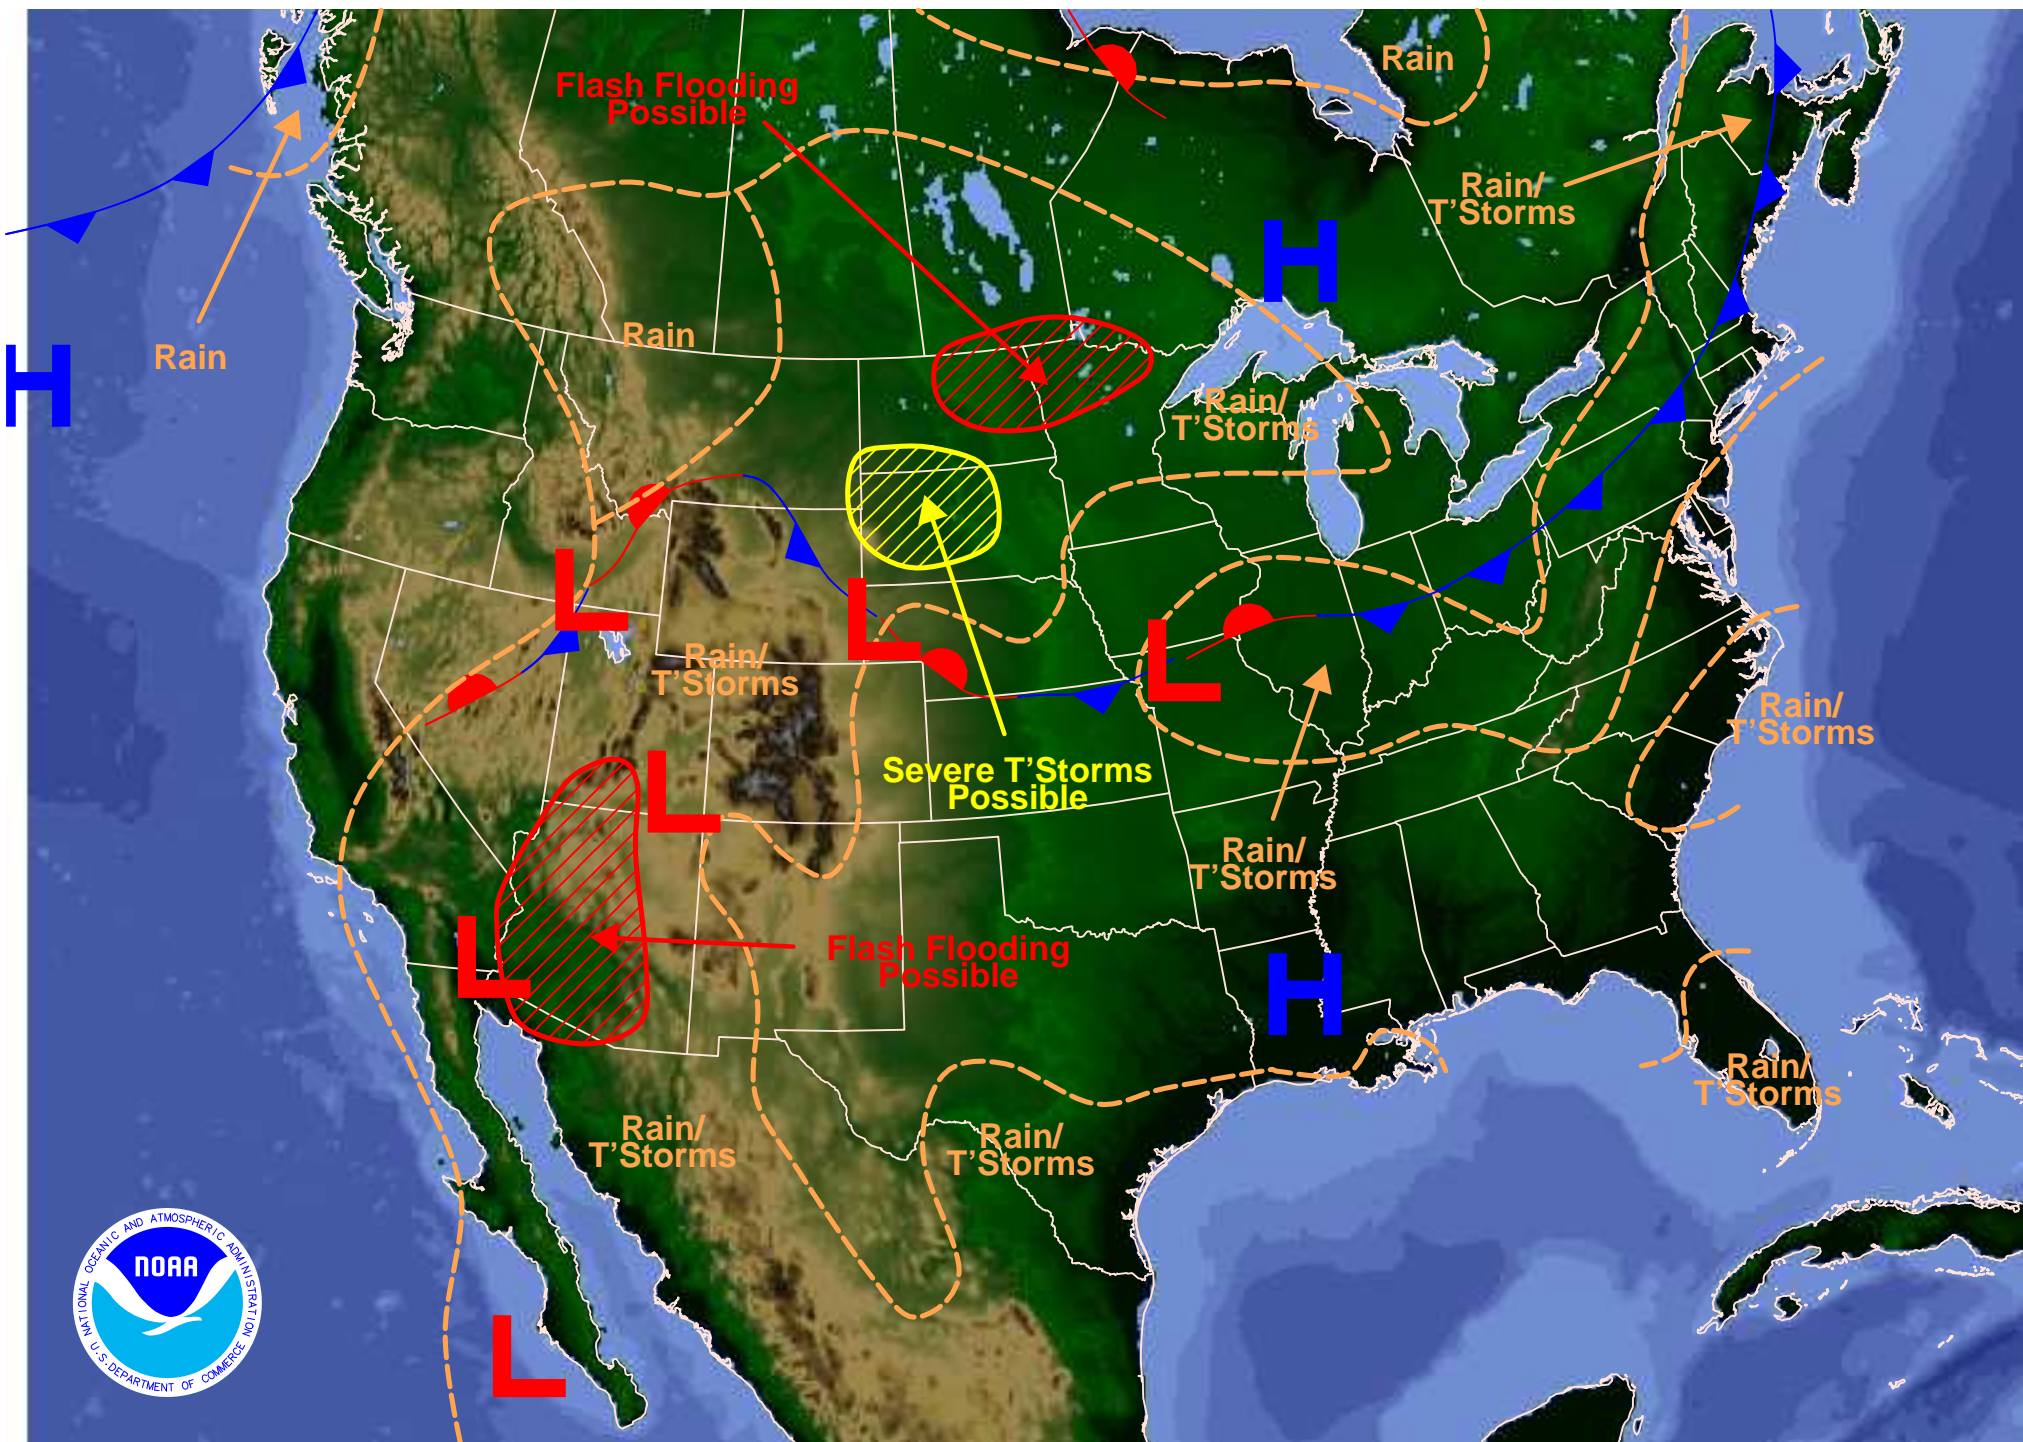 Flash Flooding
Possible
Rain
Rain/
T'Storms
H
H
Rain
Rain
Rain/
T'Storms
L
L
L
Rain/
T'Storms
Rain/
T'Storms
L
Severe T'Storms
Possible
Rain/
T'Storms
L
Flash Flooding
Possible
H
Rain/
T'Storms
Rain/
T'Storms
Rain/
T'Storms
L
NATIONAL OCEANIC AND ATMOSPHERIC ADMINISTRATION
NOAA
U.S. DEPARTMENT OF COMMERCE